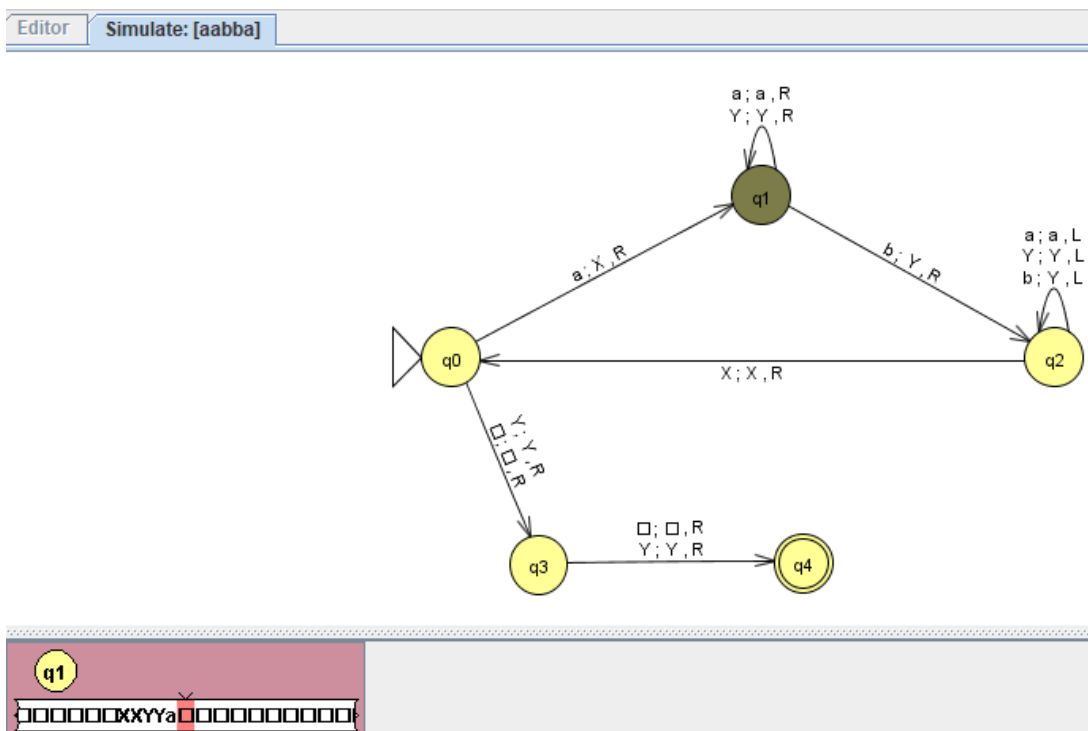 Editor
Simulate: [aabba]
a ; a , R
Y ; Y , R
q1
a ; X , R
b ; Y , R
a ; a , L
Y ; Y , L
b ; Y , L
q0
q2
X ; X , R
Y ; Y , R
□ ; □ , R
□ ; □ , R
Y ; Y , R
q3
q4
q1
□□□□□□XXYYa□□□□□□□□□□□